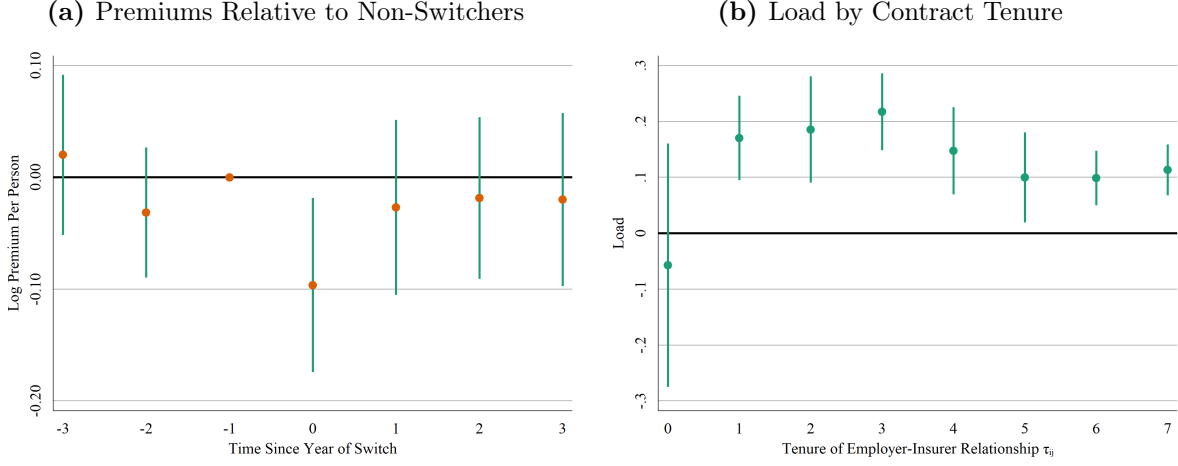 (a) Premiums Relative to Non-Switchers
Log Premium Per Person
0.10
0.00
-0.10
-0.20
-3 -2 -1 0 1 2 3
Time Since Year of Switch
(b) Load by Contract Tenure
Load
.3
.2
.1
0
-.1
-.2
-.3
0 1 2 3 4 5 6 7
Tenure of Employer-Insurer Relationship τᵢⱼ